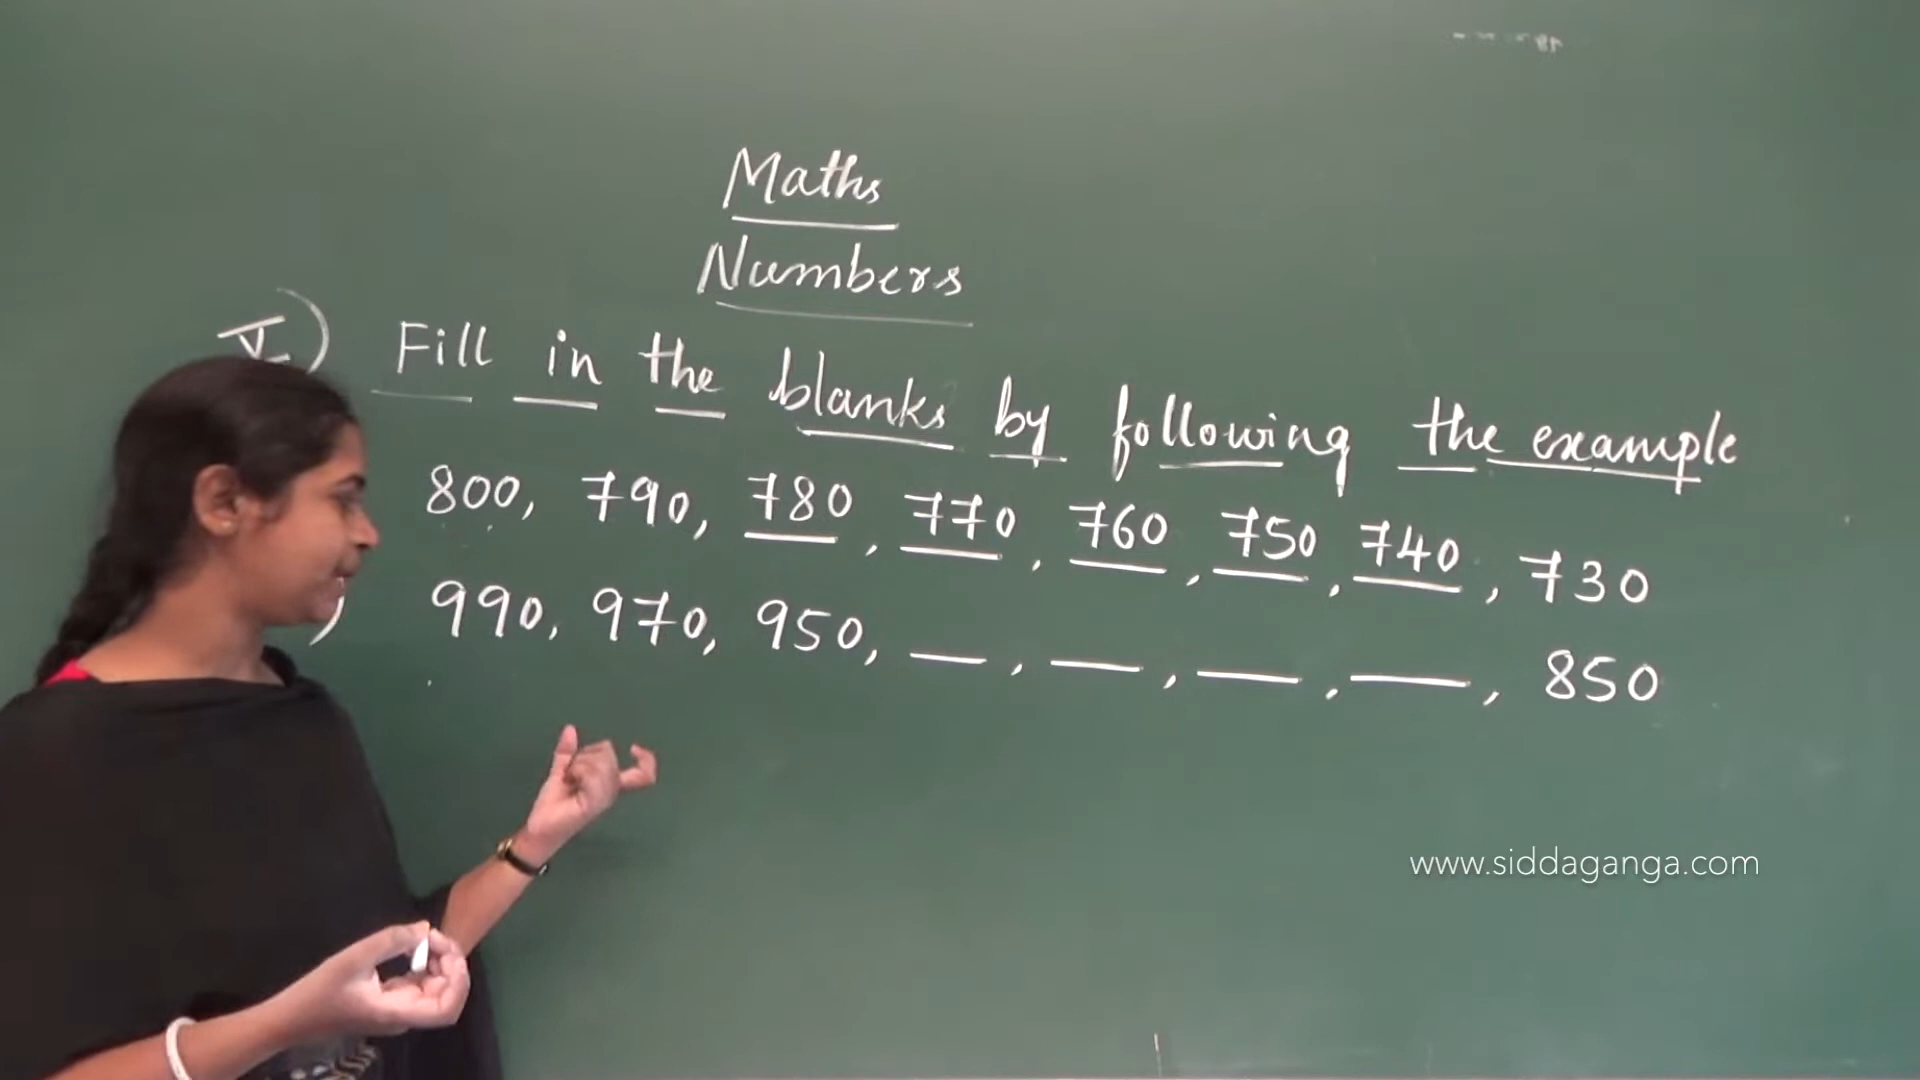 Maths
Numbers
V) Fill in the blanks by following the example
800, 790, 780, 770, 760, 750, 740, 730
) 990, 970, 950, __, __, __, __, 850
www.siddaganga.com